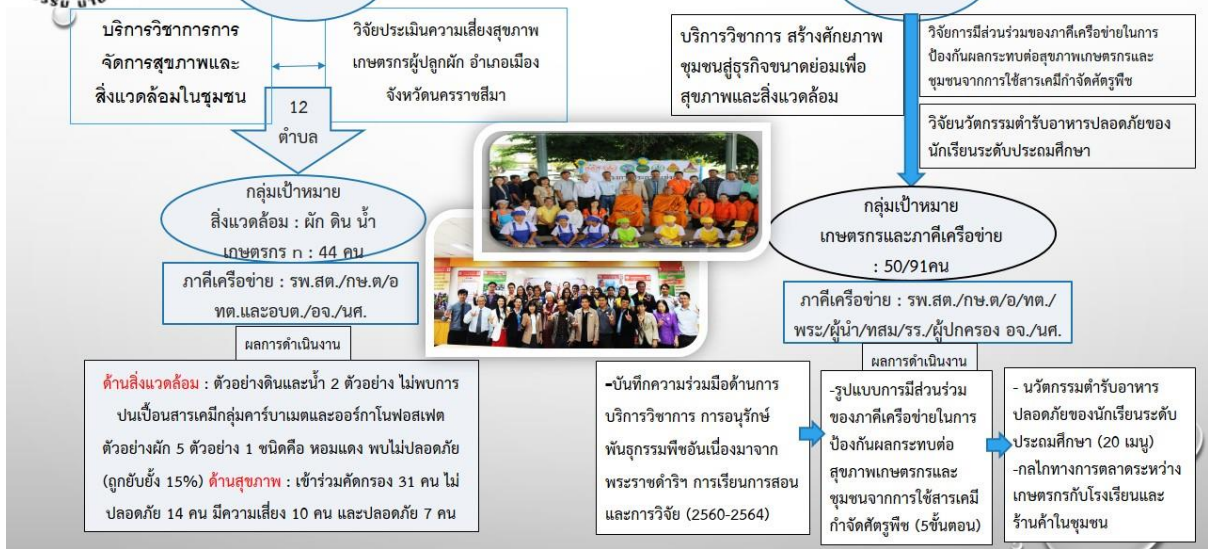 บริการวิชาการการ
จัดการสุขภาพและ
สิ่งแวดล้อมในชุมชน
วิจัยประเมินความเสี่ยงสุขภาพ
เกษตรกรผู้ปลูกผัก อำเภอเมือง
จังหวัดนครราชสีมา
12
ตำบล
กลุ่มเป้าหมาย
สิ่งแวดล้อม : ผัก ดิน น้ำ
เกษตรกร n : 44 คน
ภาคีเครือข่าย : รพ.สต./กษ.ต/อ
ทต.และอบต./อจ./นศ.
ผลการดำเนินงาน
ด้านสิ่งแวดล้อม : ตัวอย่างดินและน้ำ 2 ตัวอย่าง ไม่พบการ
ปนเปื้อนสารเคมีกลุ่มคาร์บาเมตและออร์กาโนฟอสเฟต
ตัวอย่างผัก 5 ตัวอย่าง 1 ชนิดคือ หอมแดง พบไม่ปลอดภัย
(ถูกยับยั้ง 15%) ด้านสุขภาพ : เข้าร่วมคัดกรอง 31 คน ไม่
ปลอดภัย 14 คน มีความเสี่ยง 10 คน และปลอดภัย 7 คน
บริการวิชาการ สร้างศักยภาพ
ชุมชนสู่ธุรกิจขนาดย่อมเพื่อ
สุขภาพและสิ่งแวดล้อม
วิจัยการมีส่วนร่วมของภาคีเครือข่ายในการ
ป้องกันผลกระทบต่อสุขภาพเกษตรกรและ
ชุมชนจากการใช้สารเคมีกำจัดศัตรูพืช
วิจัยนวัตกรรมตำรับอาหารปลอดภัยของ
นักเรียนระดับประถมศึกษา
กลุ่มเป้าหมาย
เกษตรกรและภาคีเครือข่าย
: 50/91คน
ภาคีเครือข่าย : รพ.สต./กษ.ต/อ/ทต./
พระ/ผู้นำ/ทสม/รร./ผู้ปกครอง อจ./นศ.
ผลการดำเนินงาน
-บันทึกความร่วมมือด้านการ
บริการวิชาการ การอนุรักษ์
พันธุกรรมพืชอันเนื่องมาจาก
พระราชดำริฯ การเรียนการสอน
และการวิจัย (2560-2564)
-รูปแบบการมีส่วนร่วม
ของภาคีเครือข่ายในการ
ป้องกันผลกระทบต่อ
สุขภาพเกษตรกรและ
ชุมชนจากการใช้สารเคมี
กำจัดศัตรูพืช (5ขั้นตอน)
- นวัตกรรมตำรับอาหาร
ปลอดภัยของนักเรียนระดับ
ประถมศึกษา (20 เมนู)
-กลไกทางการตลาดระหว่าง
เกษตรกรกับโรงเรียนและ
ร้านค้าในชุมชน